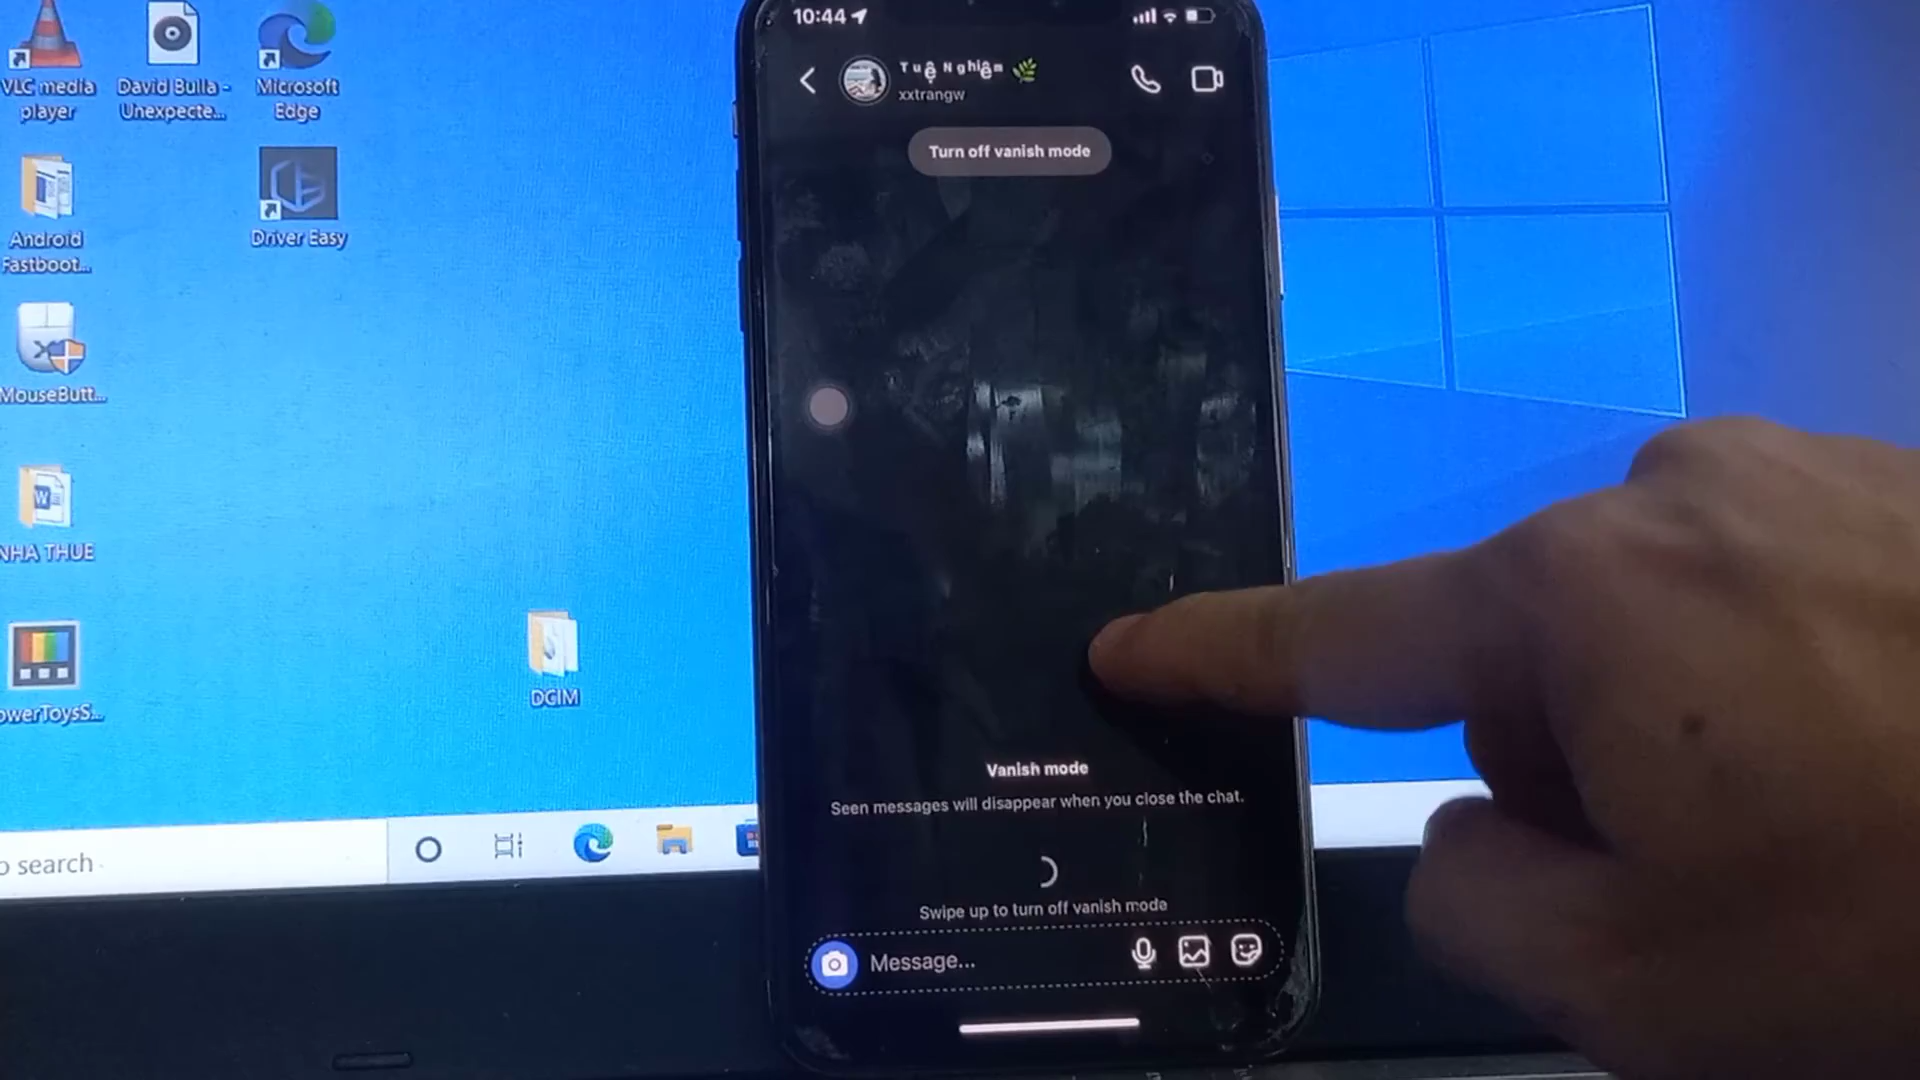 VLC media
player
David Bulla -
Unexpecte...
Microsoft
Edge
Android
Fastboot...
Driver Easy
MouseButt...
NHA THUE
owerToysS...
DCIM
o search
10:44
Tuệ Nghiêm
xxtrangw
Turn off vanish mode
Vanish mode
Seen messages will disappear when you close the chat.
Swipe up to turn off vanish mode
Message...